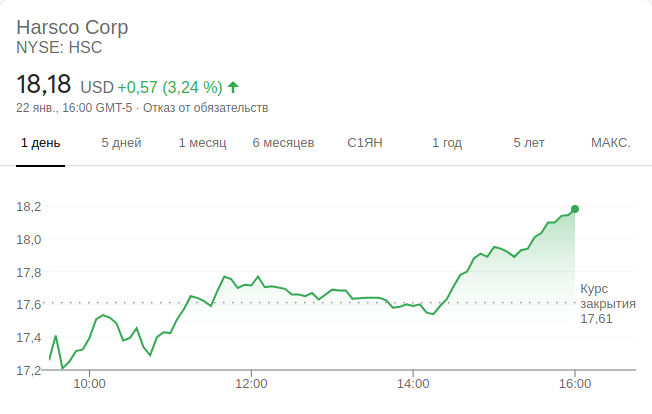 Harsco Corp
NYSE: HSC
18,18 USD +0,57 (3,24 %)
22 янв., 16:00 GMT-5 · Отказ от обязательств
1 день 5 дней 1 месяц 6 месяцев С1ЯН 1 год 5 лет МАКС.
18,2
18,0
17,8
17,6
17,4
17,2
Курс
закрытия
17,61
10:00 12:00 14:00 16:00